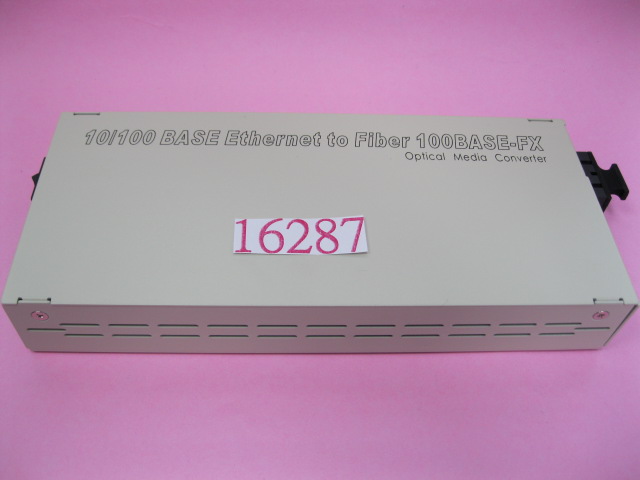 10/100 BASE Ethernet to Fiber 100BASE-FX
Optical Media Converter
16287